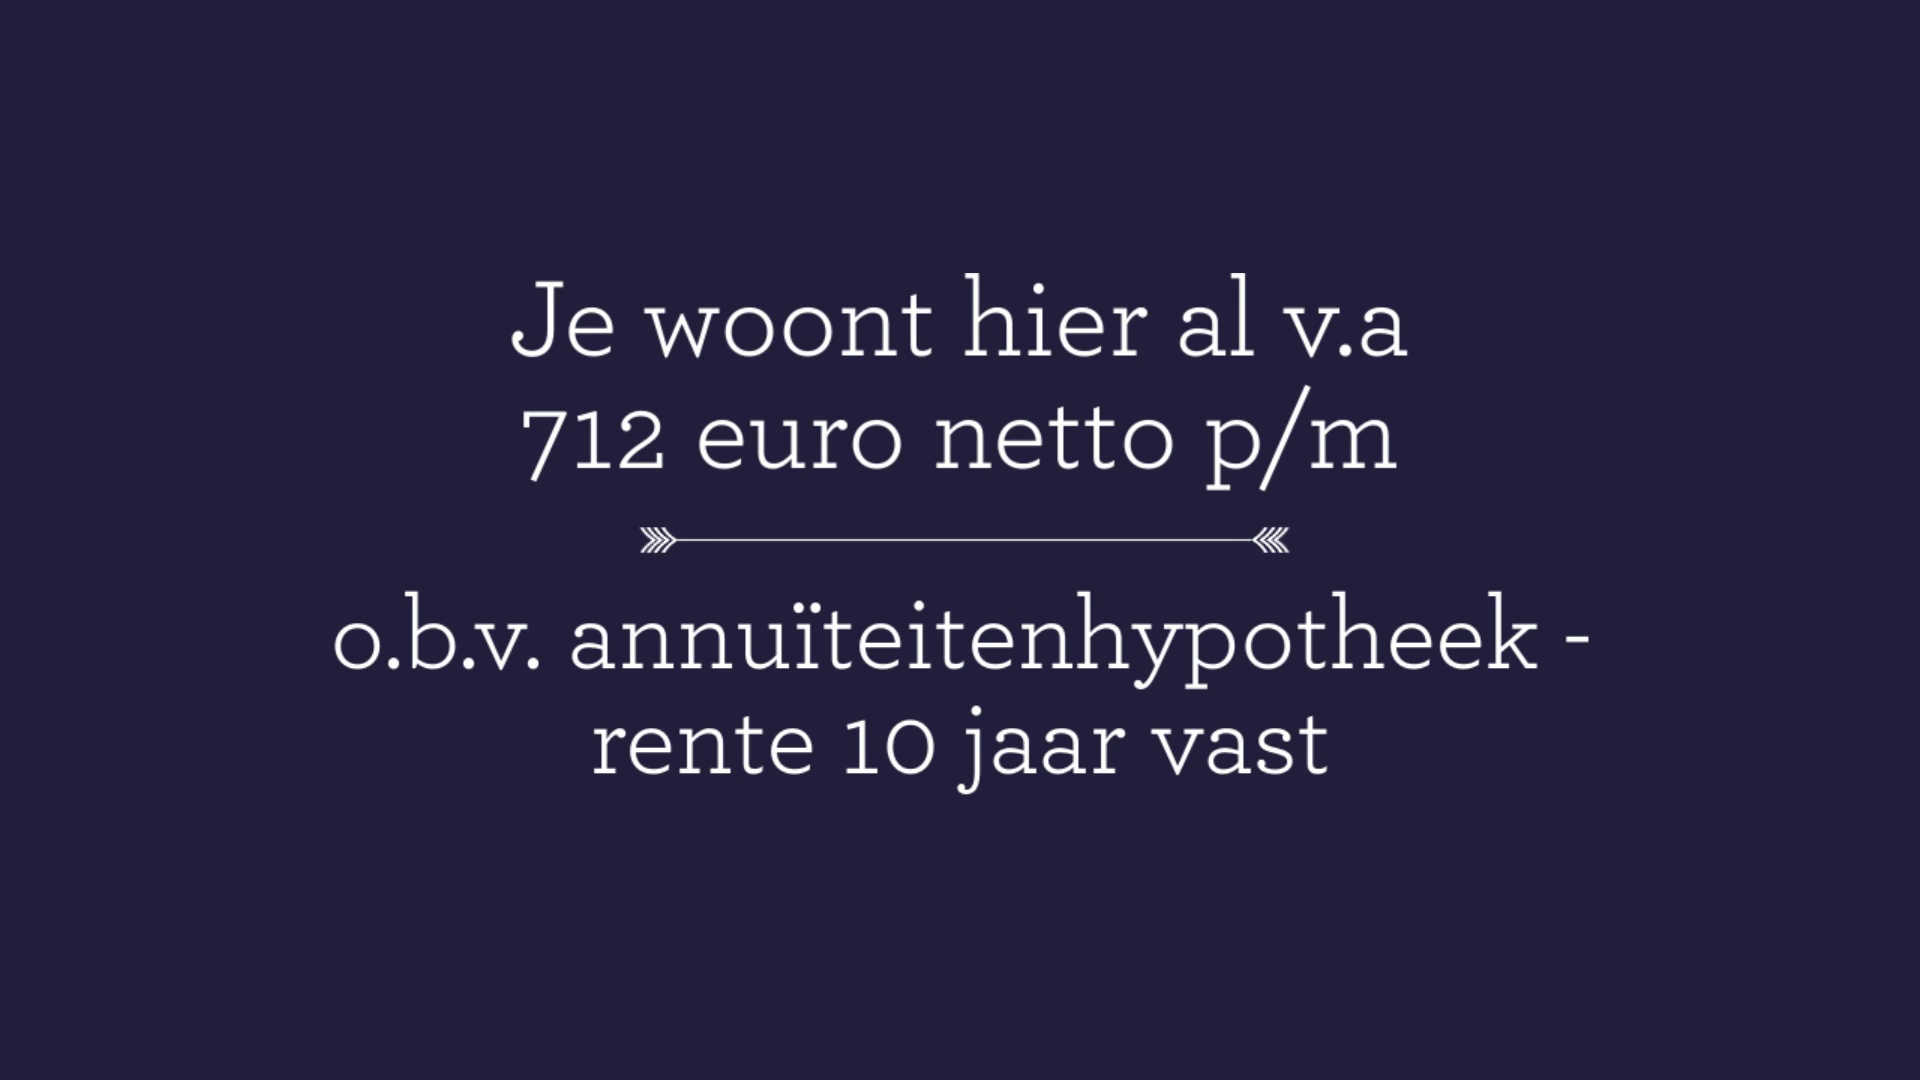 Je woont hier al v.a
712 euro netto p/m
o.b.v. annuïteitenhypotheek -
rente 10 jaar vast